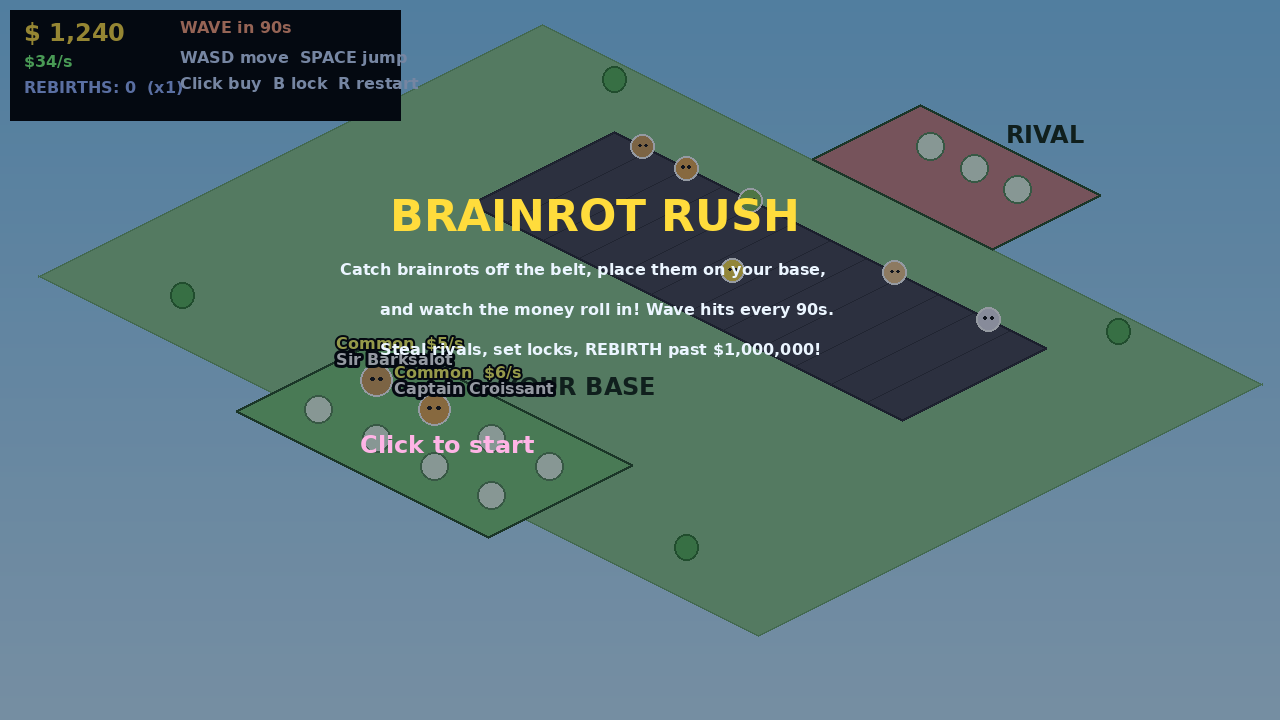 $ 1,240
WAVE in 90s
$34/s
WASD move SPACE jump
REBIRTHS: 0 (x1)
Click buy B lock R restart
RIVAL
BRAINROT RUSH
Catch brainrots off the belt, place them on your base,
and watch the money roll in! Wave hits every 90s.
Steal rivals, set locks, REBIRTH past $1,000,000!
Common $5/s
Sir Barksalot
Common $6/s
Captain Croissant
YOUR BASE
Click to start